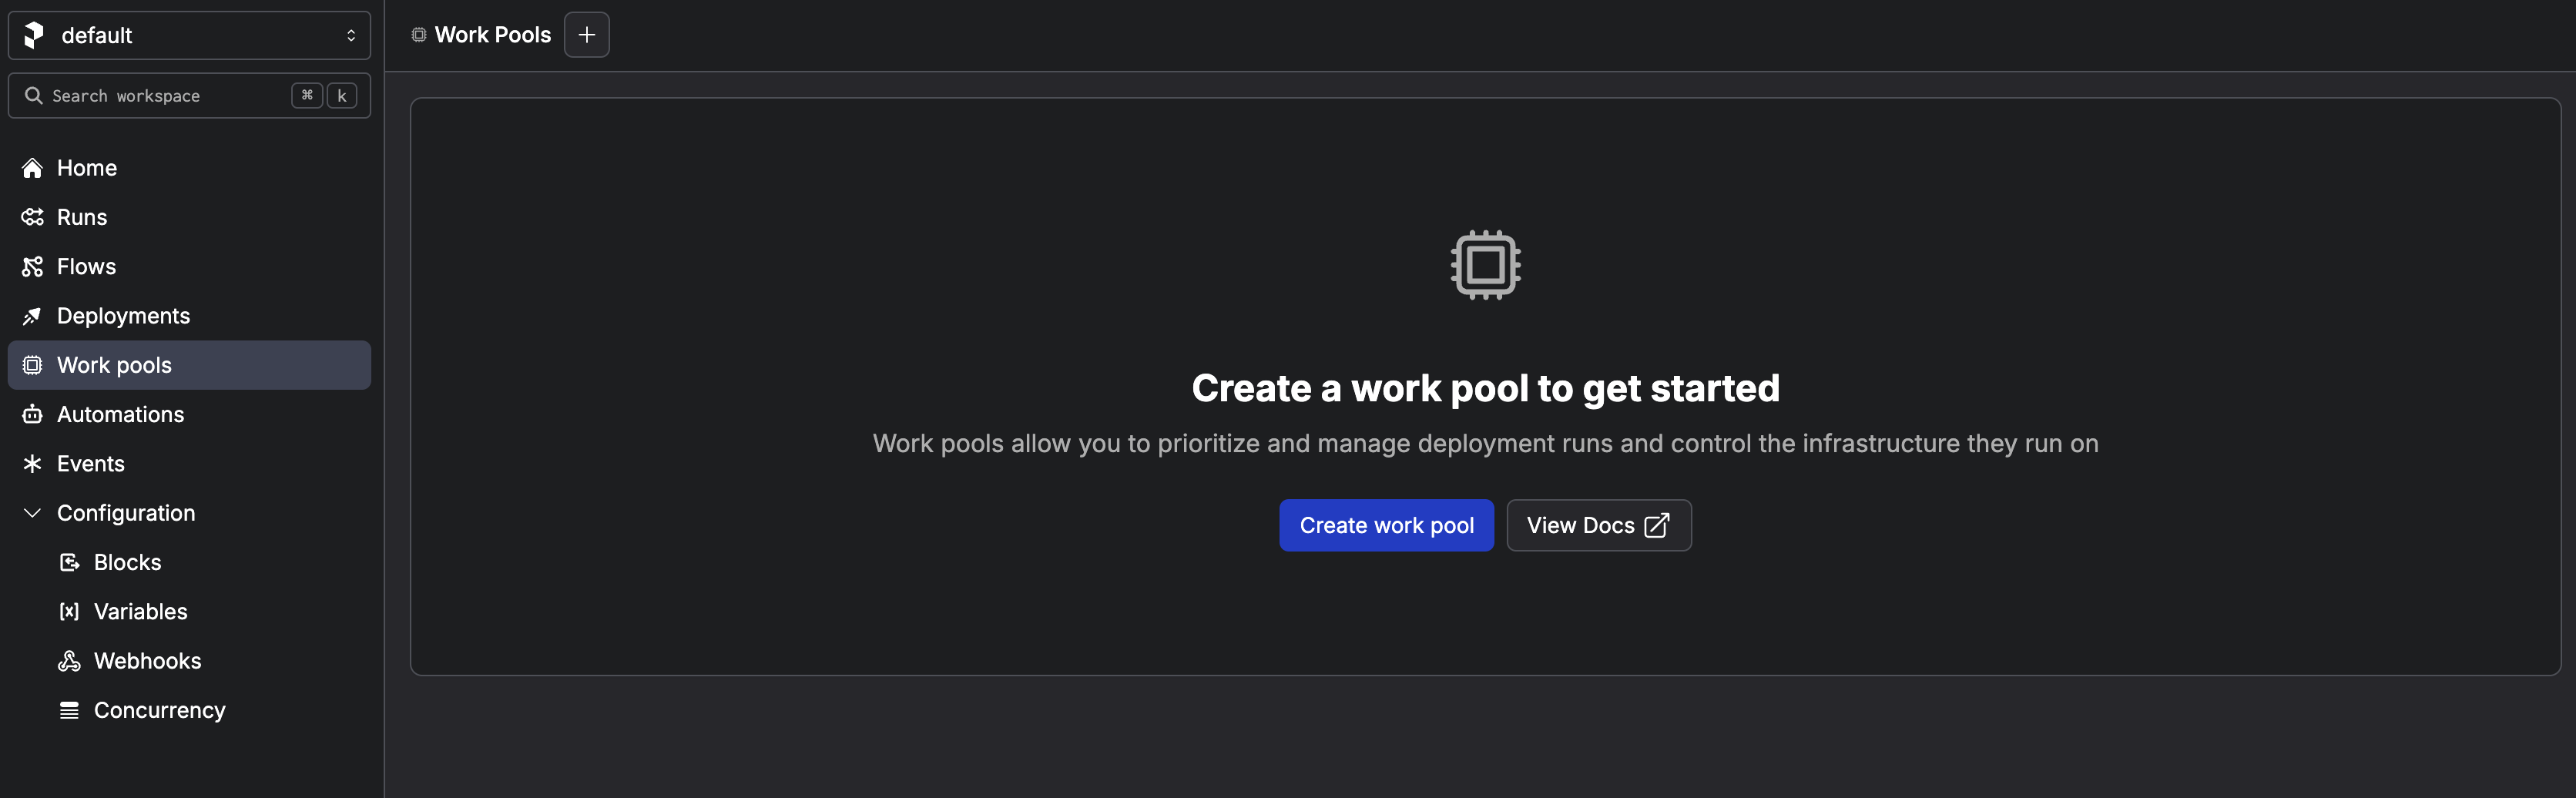 default
Search workspace ⌘ k
Home
Runs
Flows
Deployments
Work pools
Automations
Events
Configuration
Blocks
Variables
Webhooks
Concurrency
Work Pools
Create a work pool to get started
Work pools allow you to prioritize and manage deployment runs and control the infrastructure they run on
Create work pool View Docs